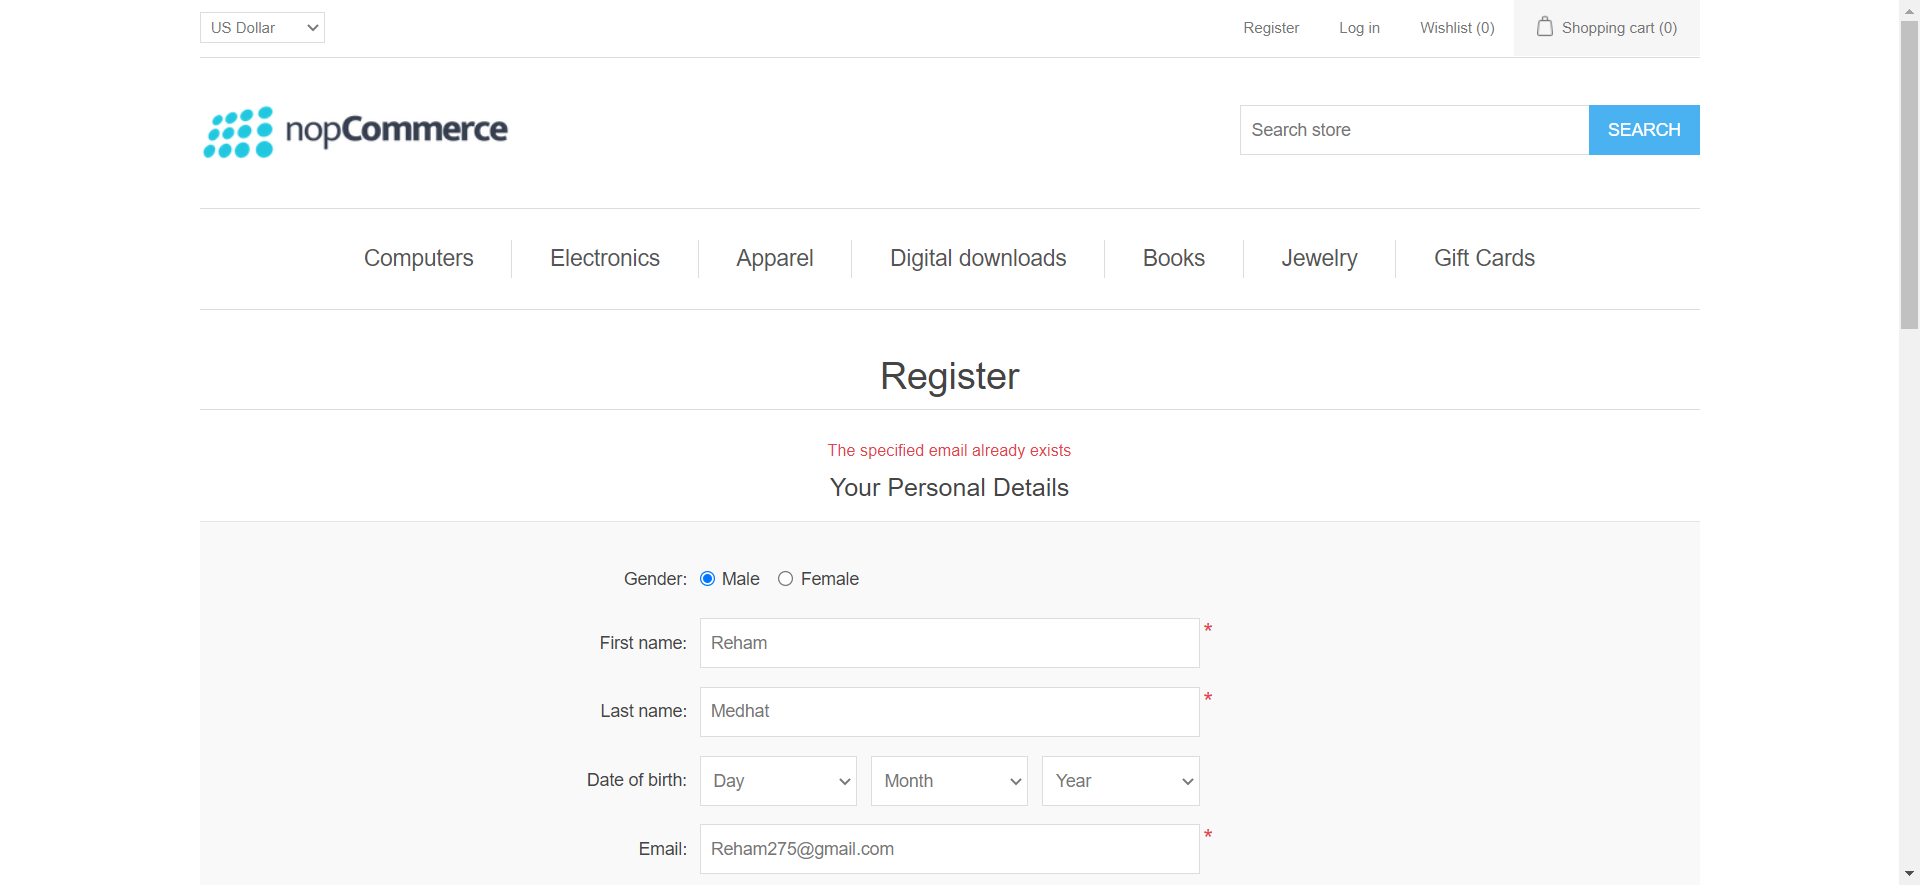 US Dollar Register Log in Wishlist (0) Shopping cart (0)
nopCommerce Search store SEARCH
Computers Electronics Apparel Digital downloads Books Jewelry Gift Cards
Register
The specified email already exists
Your Personal Details
Gender: Male Female
First name: Reham *
Last name: Medhat *
Date of birth: Day Month Year
Email: Reham275@gmail.com *